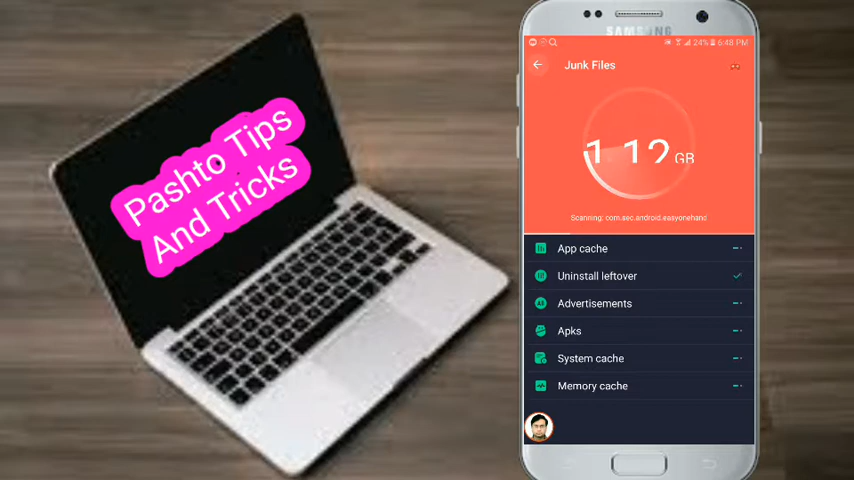 Pashto Tips
And Tricks
SAMSUNG
24% 6:48 PM
Junk Files
1.12 GB
Scanning: com.sec.android.easyonehand
App cache
Uninstall leftover
Advertisements
Apks
System cache
Memory cache